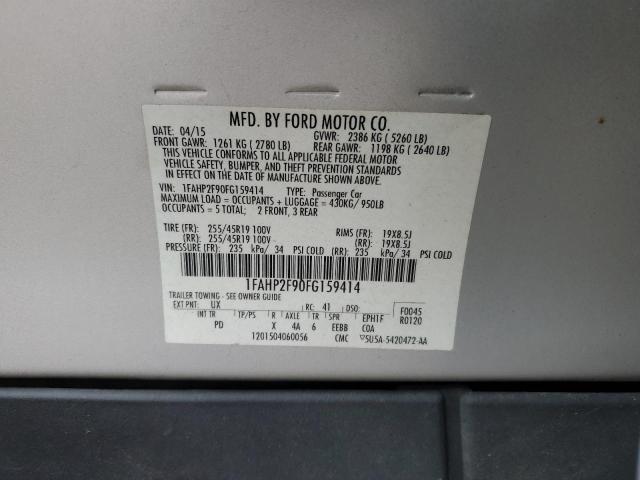 MFD. BY FORD MOTOR CO.
DATE: 04/15 GVWR: 2386 KG ( 5260 LB)
FRONT GAWR: 1261 KG ( 2780 LB) REAR GAWR: 1198 KG ( 2640 LB)
THIS VEHICLE CONFORMS TO ALL APPLICABLE FEDERAL MOTOR
VEHICLE SAFETY, BUMPER, AND THEFT PREVENTION STANDARDS
IN EFFECT ON THE DATE OF MANUFACTURE SHOWN ABOVE.
VIN: 1FAHP2F90FG159414 TYPE: Passenger Car
MAXIMUM LOAD = OCCUPANTS + LUGGAGE = 430KG/ 950LB
OCCUPANTS = 5 TOTAL; 2 FRONT, 3 REAR
TIRE (FR): 255/45R19 100V RIMS (FR): 19X8.5J
(RR): 255/45R19 100V (RR): 19X8.5J
PRESSURE (FR): 235 kPa/ 34 PSI COLD (RR): 235 kPa/ 34 PSI COLD
1FAHP2F90FG159414
TRAILER TOWING - SEE OWNER GUIDE
EXT PNT: UX RC: 41 DSO: F0045
INT TR TP/PS R AXLE TR SPR EPH1F R0120
PD X 4A 6 EEBB COA
1201504060056 CMC 5U5A-5420472-AA